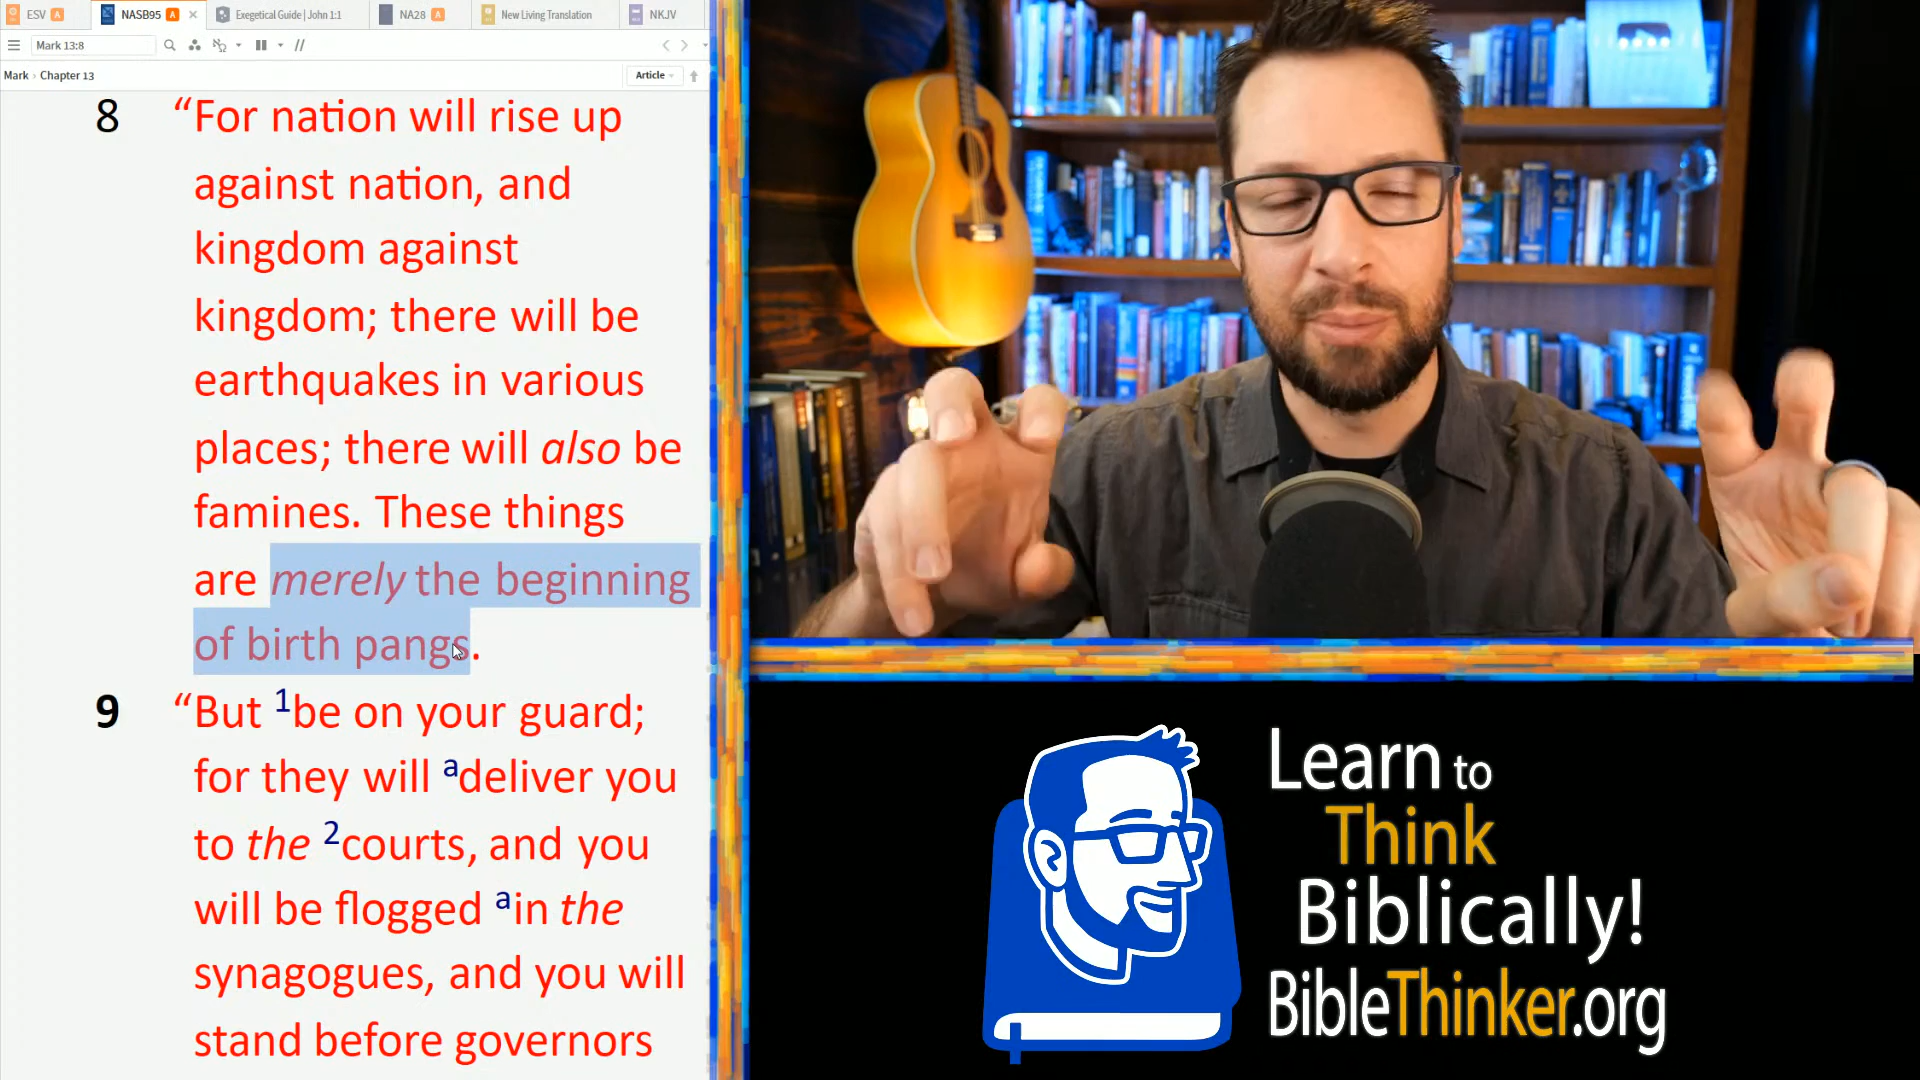 ESV A NASB95 A × Exegetical Guide | John 1:1 NA28 A New Living Translation NKJV
Mark 13:8
Mark › Chapter 13 Article
8 “For nation will rise up
against nation, and
kingdom against
kingdom; there will be
earthquakes in various
places; there will also be
famines. These things
are merely the beginning
of birth pangs.
9 “But 1be on your guard;
for they will adeliver you
to the 2courts, and you
will be flogged ain the
synagogues, and you will
stand before governors
Learn to
Think
Biblically!
BibleThinker.org